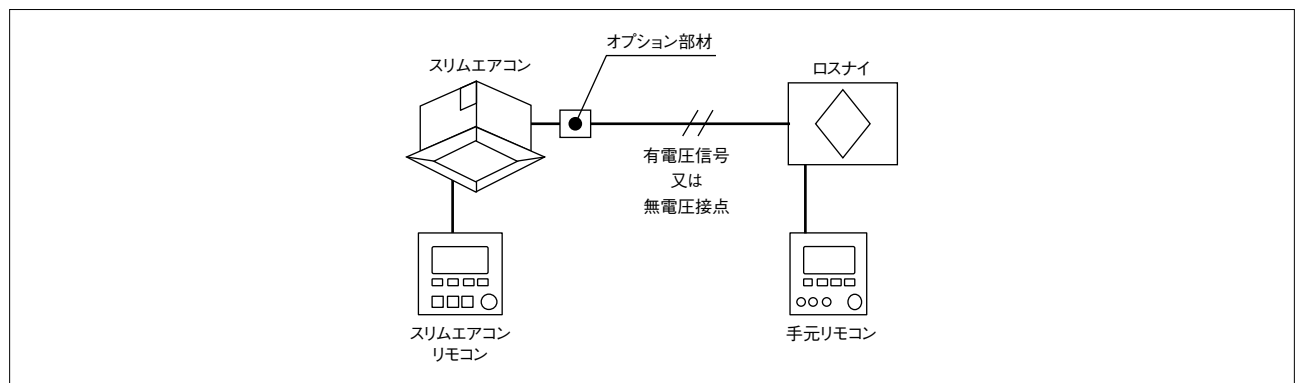 オプション部材
スリムエアコン
ロスナイ
有電圧信号
又は
無電圧接点
スリムエアコン
リモコン
手元リモコン